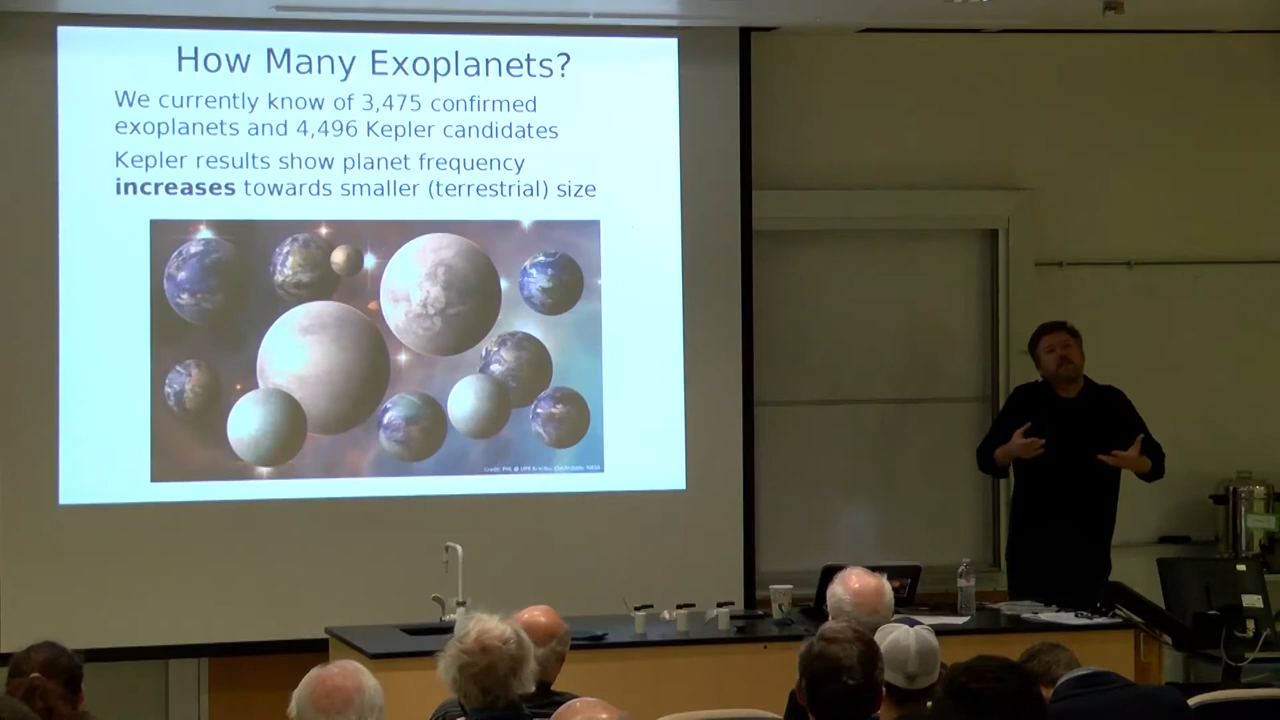 How Many Exoplanets?
We currently know of 3,475 confirmed
exoplanets and 4,496 Kepler candidates
Kepler results show planet frequency
increases towards smaller (terrestrial) size